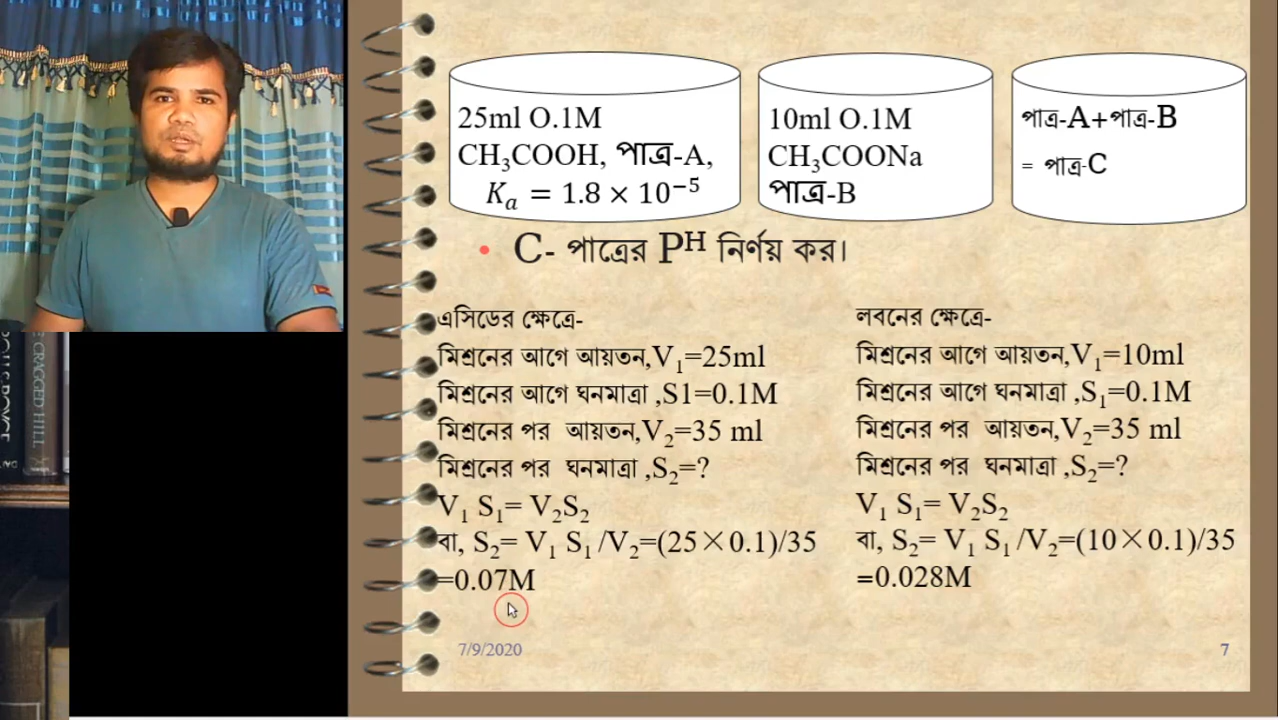 25ml O.1M
CH₃COOH, পাত্র-A,
Kₐ = 1.8 × 10⁻⁵
10ml O.1M
CH₃COONa
পাত্র-B
পাত্র-A+পাত্র-B
= পাত্র-C
• C- পাত্রের Pᴴ নির্ণয় কর।
এসিডের ক্ষেত্রে-
মিশ্রনের আগে আয়তন,V₁=25ml
মিশ্রনের আগে ঘনমাত্রা ,S1=0.1M
মিশ্রনের পর আয়তন,V₂=35 ml
মিশ্রনের পর ঘনমাত্রা ,S₂=?
V₁ S₁= V₂S₂
বা, S₂= V₁ S₁ /V₂=(25×0.1)/35
=0.07M
লবনের ক্ষেত্রে-
মিশ্রনের আগে আয়তন,V₁=10ml
মিশ্রনের আগে ঘনমাত্রা ,S₁=0.1M
মিশ্রনের পর আয়তন,V₂=35 ml
মিশ্রনের পর ঘনমাত্রা ,S₂=?
V₁ S₁= V₂S₂
বা, S₂= V₁ S₁ /V₂=(10×0.1)/35
=0.028M
7/9/2020
7
CRAGGED HILL